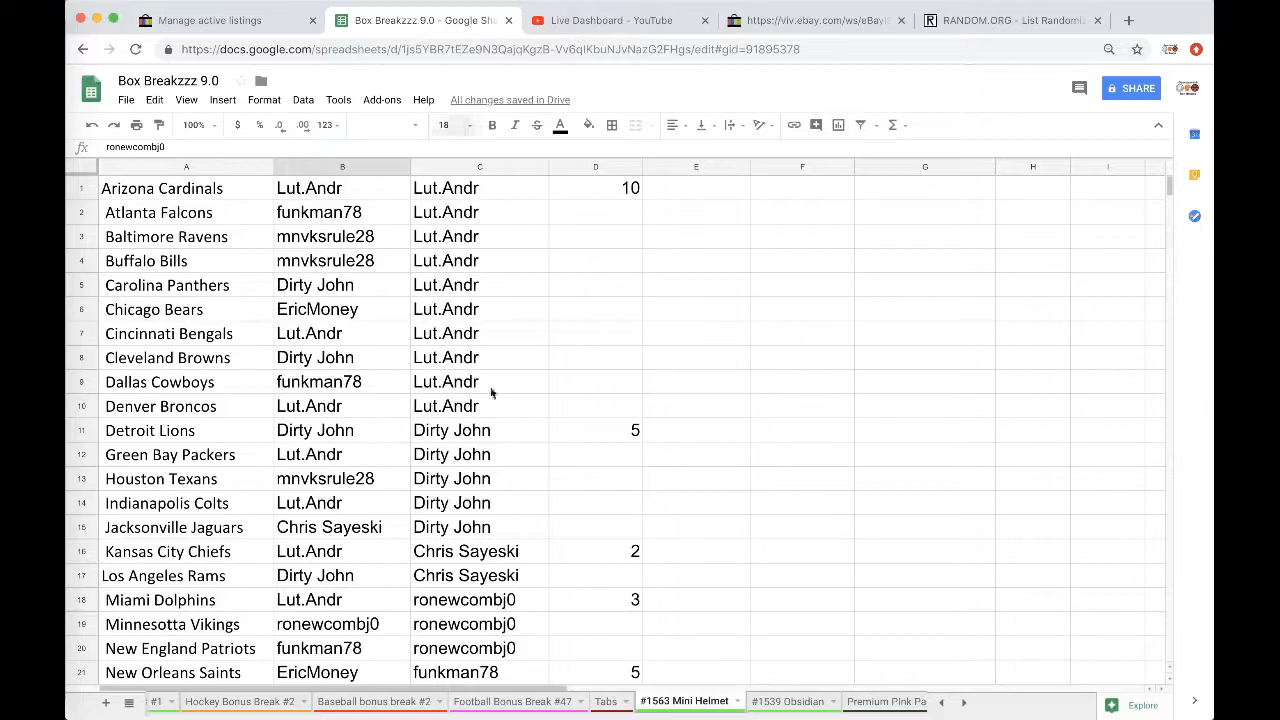 Manage active listings
Box Breakzzz 9.0 - Google She
Live Dashboard - YouTube
https://ebay.com/ws/eBayIS
RANDOM.ORG - List Randomiz
https://docs.google.com/spreadsheets/d/1js5YBR7tEZe9N3QajqKgzB-Vv6qIKbuNJvNazG2FHgs/edit#gid=91895378
Box Breakzzz 9.0
File Edit View Insert Format Data Tools Add-ons Help All changes saved in Drive
SHARE
100% $ % .0 .00 123 18 B I S A
fx ronewcombj0
A B C D E F G H I
1 Arizona Cardinals Lut.Andr Lut.Andr 10
2 Atlanta Falcons funkman78 Lut.Andr
3 Baltimore Ravens mnvksrule28 Lut.Andr
4 Buffalo Bills mnvksrule28 Lut.Andr
5 Carolina Panthers Dirty John Lut.Andr
6 Chicago Bears EricMoney Lut.Andr
7 Cincinnati Bengals Lut.Andr Lut.Andr
8 Cleveland Browns Dirty John Lut.Andr
9 Dallas Cowboys funkman78 Lut.Andr
10 Denver Broncos Lut.Andr Lut.Andr
11 Detroit Lions Dirty John Dirty John 5
12 Green Bay Packers Lut.Andr Dirty John
13 Houston Texans mnvksrule28 Dirty John
14 Indianapolis Colts Lut.Andr Dirty John
15 Jacksonville Jaguars Chris Sayeski Dirty John
16 Kansas City Chiefs Lut.Andr Chris Sayeski 2
17 Los Angeles Rams Dirty John Chris Sayeski
18 Miami Dolphins Lut.Andr ronewcombj0 3
19 Minnesotta Vikings ronewcombj0 ronewcombj0
20 New England Patriots funkman78 ronewcombj0
21 New Orleans Saints EricMoney funkman78 5
#1 Hockey Bonus Break #2 Baseball bonus break #2 Football Bonus Break #47 Tabs #1563 Mini Helmet #1539 Obsidian Premium PInk Pa
Explore